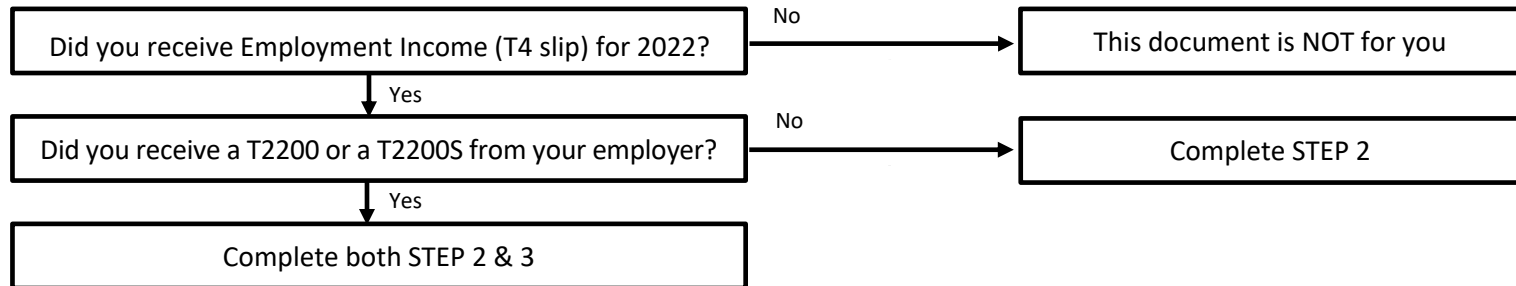 Did you receive Employment Income (T4 slip) for 2022?
No
This document is NOT for you
Yes
Did you receive a T2200 or a T2200S from your employer?
No
Complete STEP 2
Yes
Complete both STEP 2 & 3